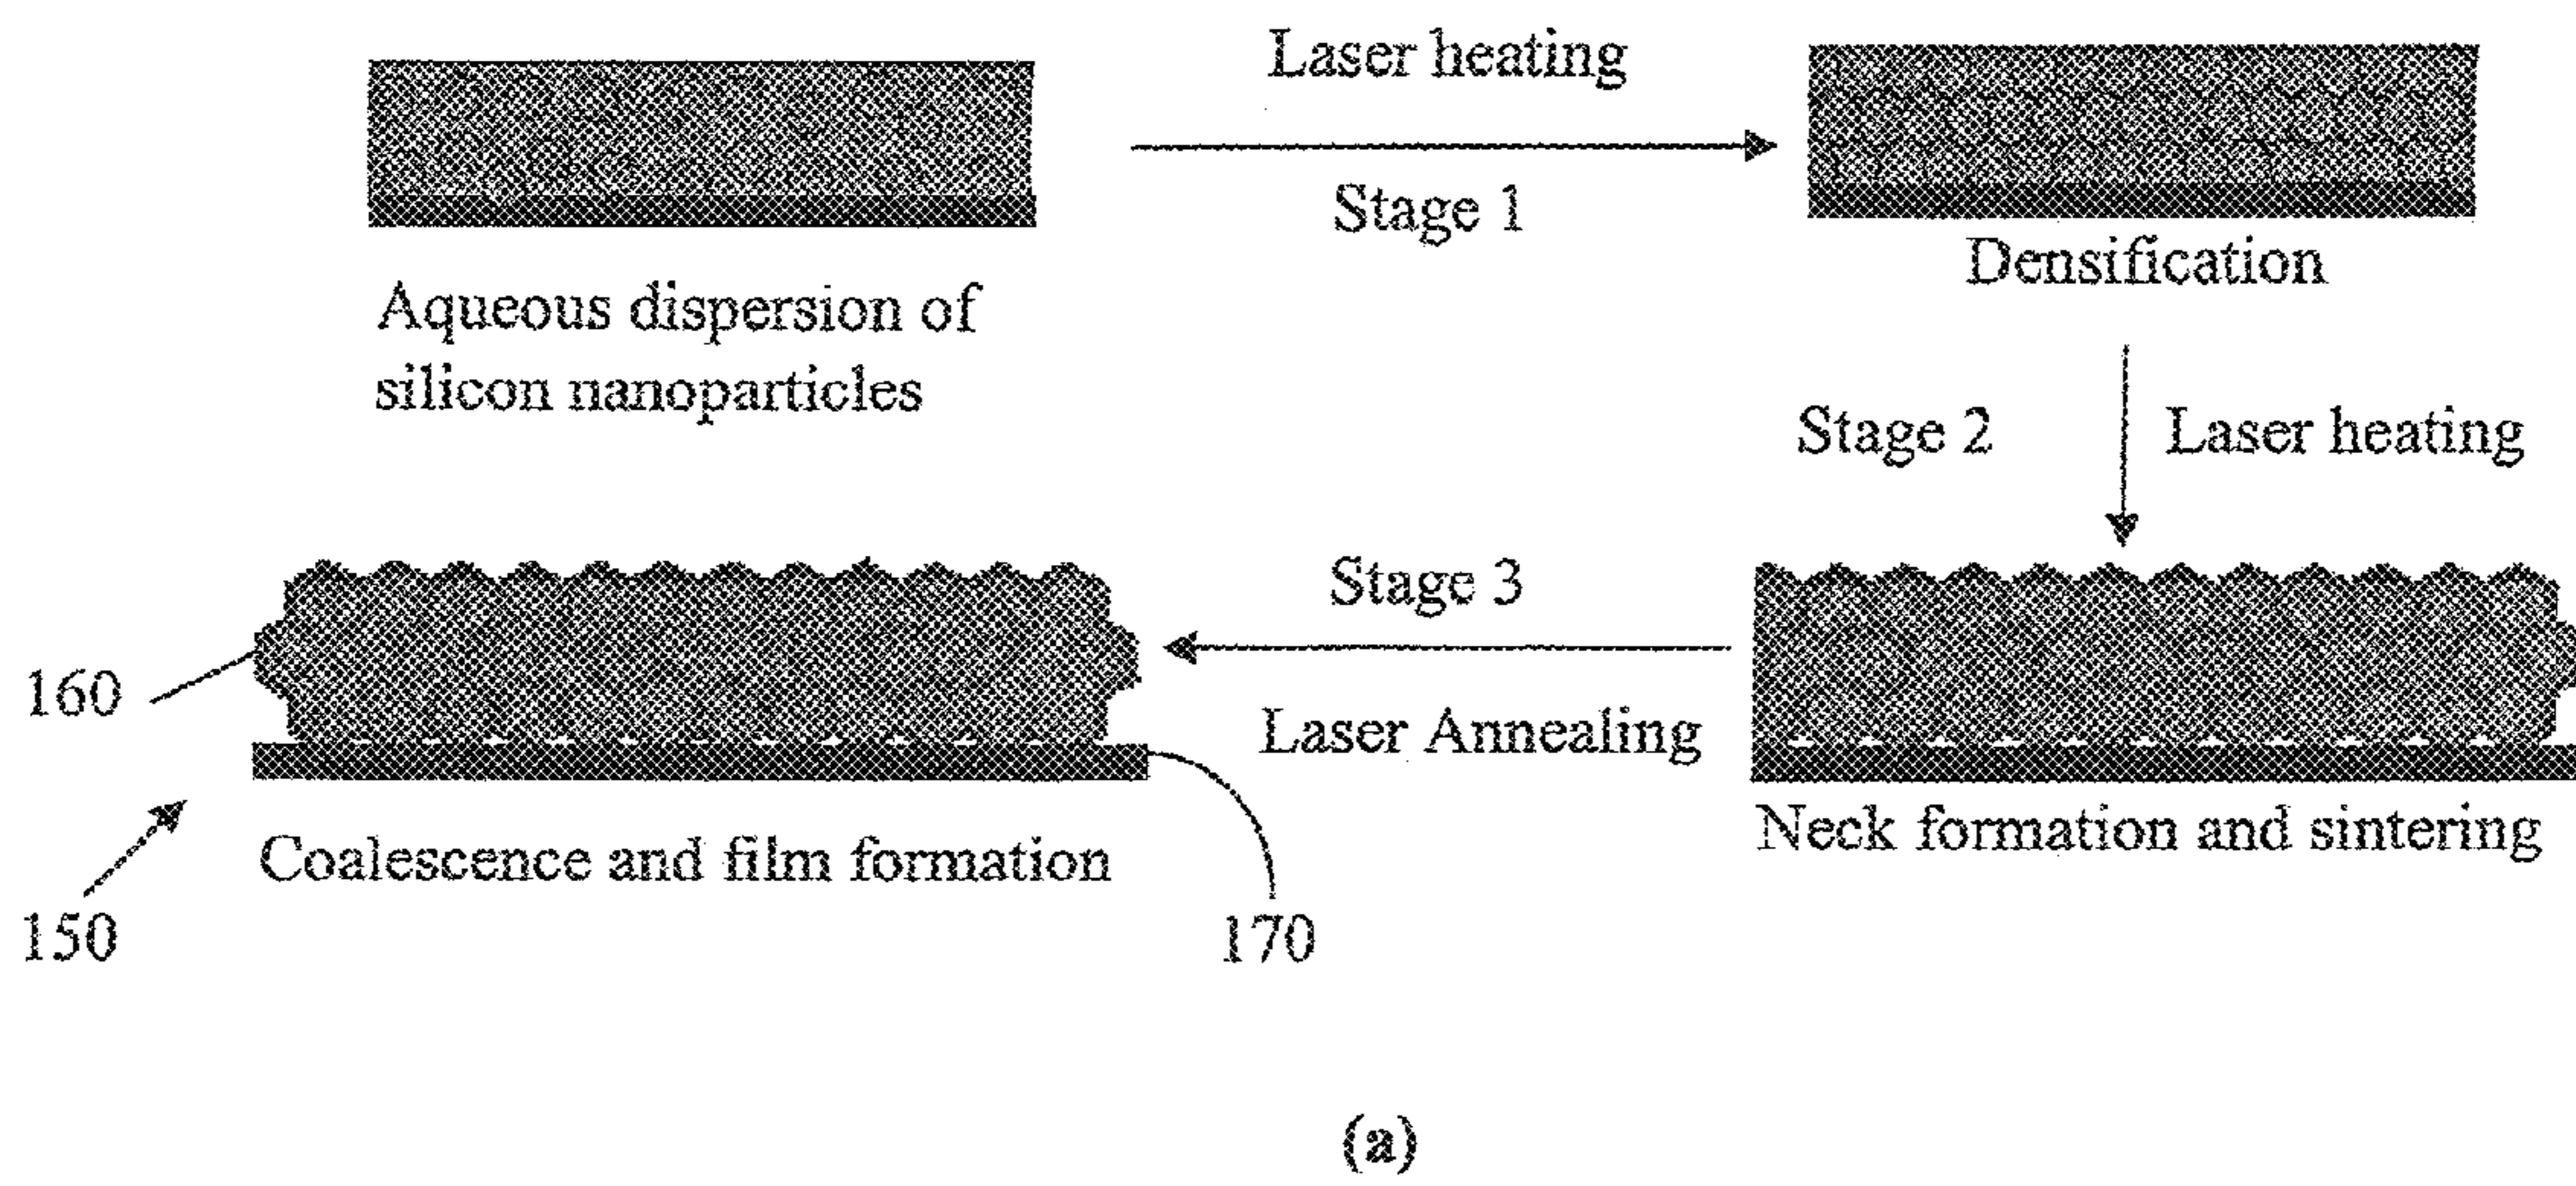 Laser heating
Stage 1
Aqueous dispersion of
silicon nanoparticles
Densification
Stage 2
Laser heating
Stage 3
Laser Annealing
160
Coalescence and film formation
Neck formation and sintering
150
170
(a)